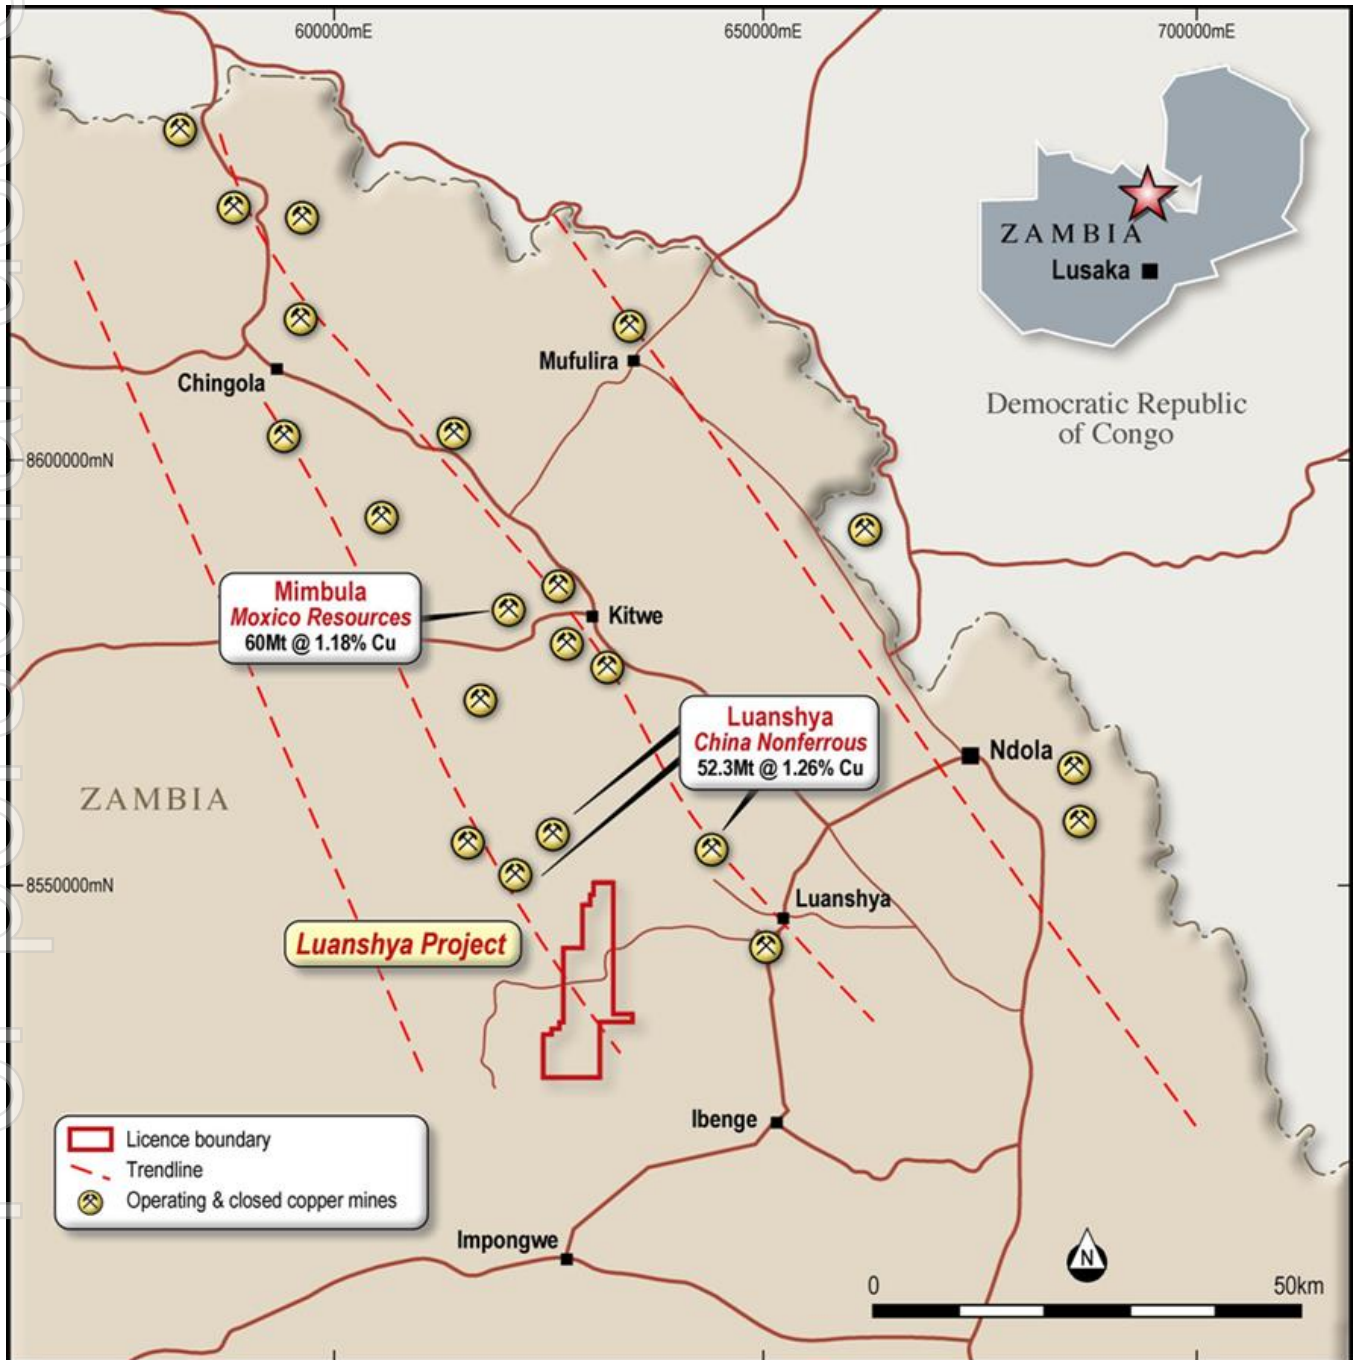 600000mE
650000mE
700000mE
ZAMBIA
Lusaka
Democratic Republic
of Congo
Mufulira
Chingola
8600000mN
Mimbula
Moxico Resources
60Mt @ 1.18% Cu
Kitwe
Luanshya
China Nonferrous
52.3Mt @ 1.26% Cu
Ndola
ZAMBIA
8550000mN
Luanshya
Luanshya Project
Ibenge
Licence boundary
Trendline
Operating & closed copper mines
Impongwe
N
0
50km